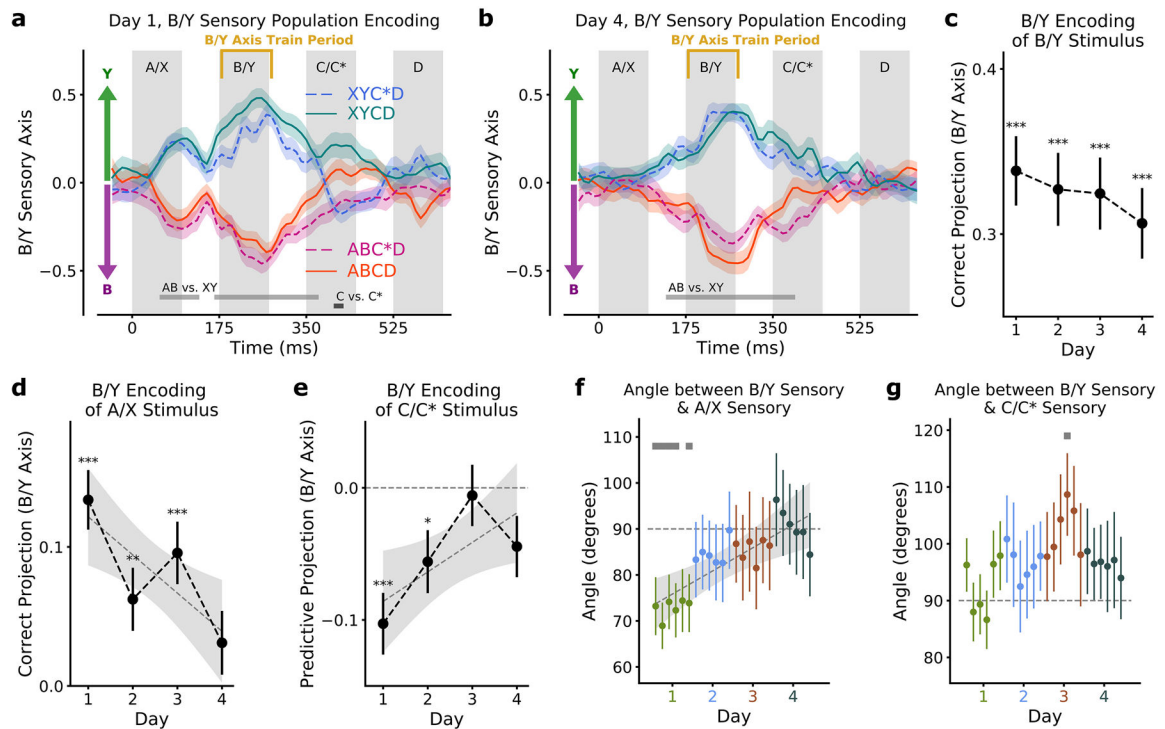 a
Day 1, B/Y Sensory Population Encoding
B/Y Axis Train Period
A/X
B/Y
C/C*
D
Y
B
B/Y Sensory Axis
0.5
0.0
−0.5
XYC*D
XYCD
ABC*D
ABCD
AB vs. XY
C vs. C*
0
175
350
525
Time (ms)
b
Day 4, B/Y Sensory Population Encoding
B/Y Axis Train Period
A/X
B/Y
C/C*
D
Y
B
B/Y Sensory Axis
0.5
0.0
−0.5
AB vs. XY
0
175
350
525
Time (ms)
c
B/Y Encoding
of B/Y Stimulus
Correct Projection (B/Y Axis)
0.4
0.3
***
***
***
***
1
2
3
4
Day
d
B/Y Encoding
of A/X Stimulus
Correct Projection (B/Y Axis)
0.1
0.0
***
**
***
1
2
3
4
Day
e
B/Y Encoding
of C/C* Stimulus
Predictive Projection (B/Y Axis)
0.0
−0.1
***
*
1
2
3
4
Day
f
Angle between B/Y Sensory
& A/X Sensory
Angle (degrees)
110
100
90
80
70
60
1
2
3
4
Day
g
Angle between B/Y Sensory
& C/C* Sensory
Angle (degrees)
120
110
100
90
80
1
2
3
4
Day